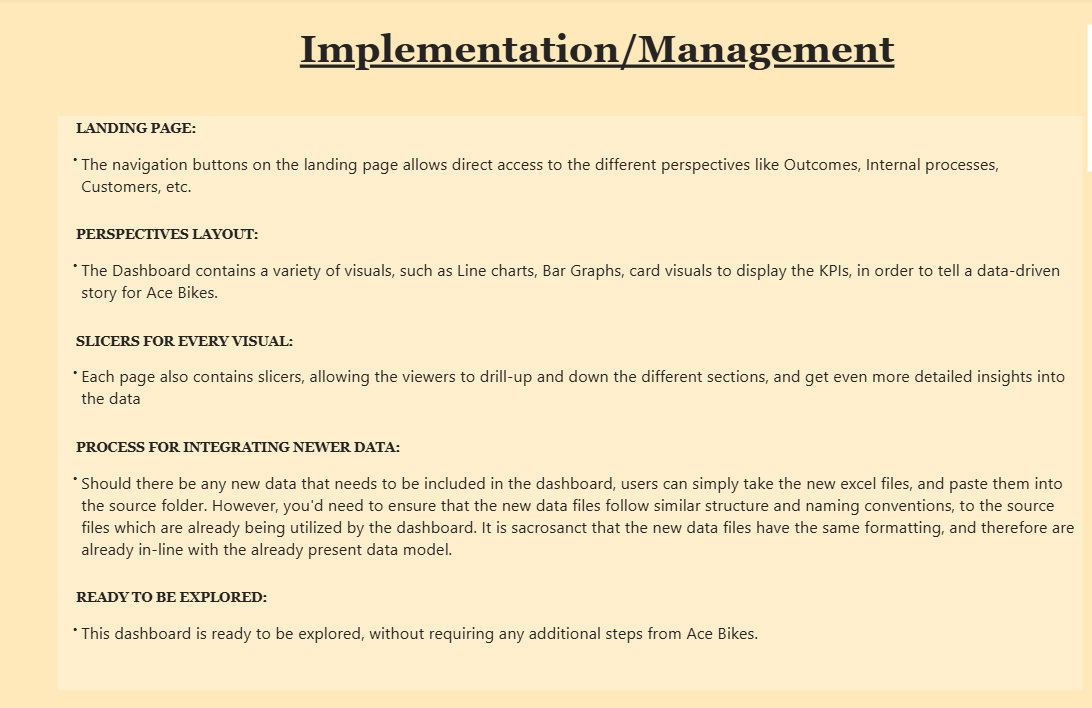 Implementation/Management
LANDING PAGE:
• The navigation buttons on the landing page allows direct access to the different perspectives like Outcomes, Internal processes,
Customers, etc.
PERSPECTIVES LAYOUT:
• The Dashboard contains a variety of visuals, such as Line charts, Bar Graphs, card visuals to display the KPIs, in order to tell a data-driven
story for Ace Bikes.
SLICERS FOR EVERY VISUAL:
• Each page also contains slicers, allowing the viewers to drill-up and down the different sections, and get even more detailed insights into
the data
PROCESS FOR INTEGRATING NEWER DATA:
• Should there be any new data that needs to be included in the dashboard, users can simply take the new excel files, and paste them into
the source folder. However, you'd need to ensure that the new data files follow similar structure and naming conventions, to the source
files which are already being utilized by the dashboard. It is sacrosanct that the new data files have the same formatting, and therefore are
already in-line with the already present data model.
READY TO BE EXPLORED:
• This dashboard is ready to be explored, without requiring any additional steps from Ace Bikes.